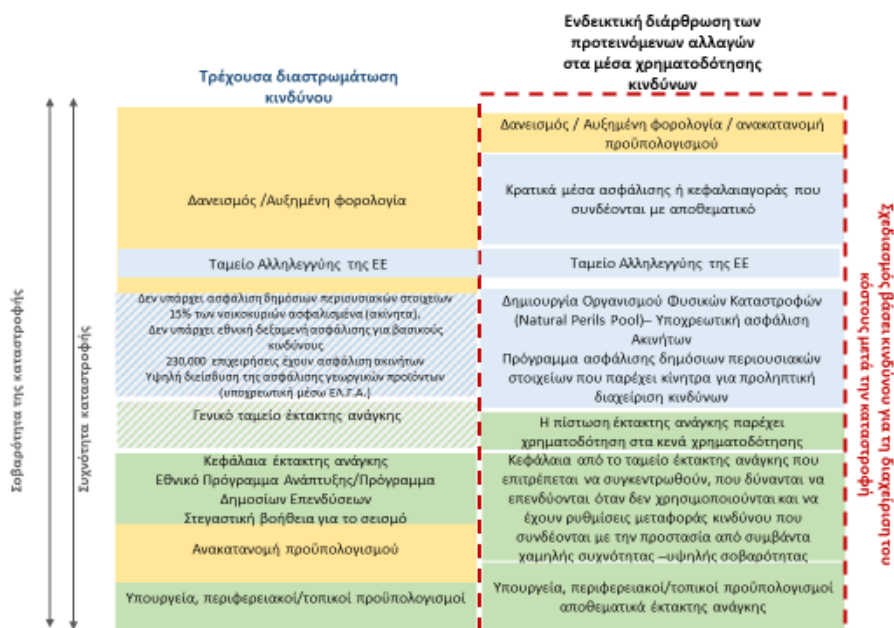 Ενδεικτική διάρθρωση των
προτεινόμενων αλλαγών
στα μέσα χρηματοδότησης
κινδύνων
Τρέχουσα διαστρωμάτωση
κινδύνου
Σοβαρότητα της καταστροφής
Συχνότητα καταστροφής
Δανεισμός /Αυξημένη φορολογία
Ταμείο Αλληλεγγύης της ΕΕ
Δεν υπάρχει ασφάλιση δημόσιων περιουσιακών στοιχείων
15% των νοικοκυριών ασφαλισμένα (ακίνητα),
Δεν υπάρχει εθνική δεξαμενή ασφάλισης για βασικούς
κινδύνους
230,000 επιχειρήσεις έχουν ασφάλιση ακινήτων
Υψηλή διείσδυση της ασφάλισης γεωργικών προϊόντων
(υποχρεωτική μέσω ΕΛ.Γ.Α.)
Γενικό ταμείο έκτακτης ανάγκης
Κεφάλαια έκτακτης ανάγκης
Εθνικό Πρόγραμμα Ανάπτυξης/Πρόγραμμα
Δημοσίων Επενδύσεων
Στεγαστική βοήθεια για το σεισμό
Ανακατανομή προϋπολογισμού
Υπουργεία, περιφερειακοί/τοπικοί προϋπολογισμοί
Δανεισμός / Αυξημένη φορολογία / ανακατανομή
προϋπολογισμού
Κρατικά μέσα ασφάλισης ή κεφαλαιαγοράς που
συνδέονται με αποθεματικό
Ταμείο Αλληλεγγύης της ΕΕ
Δημιουργία Οργανισμού Φυσικών Καταστροφών
(Natural Perils Pool)– Υποχρεωτική ασφάλιση
Ακινήτων
Πρόγραμμα ασφάλισης δημόσιων περιουσιακών
στοιχείων που παρέχει κίνητρα για προληπτική
διαχείριση κινδύνων
Η πίστωση έκτακτης ανάγκης παρέχει
χρηματοδότηση στα κενά χρηματοδότησης
Κεφάλαια από το ταμείο έκτακτης ανάγκης που
επιτρέπεται να συγκεντρωθούν, που δύνανται να
επενδύονται όταν δεν χρησιμοποιούνται και να
έχουν ρυθμίσεις μεταφοράς κινδύνου που
συνδέονται με την προστασία από συμβάντα
χαμηλής συχνότητας –υψηλής σοβαρότητας
Υπουργεία, περιφερειακοί/τοπικοί προϋπολογισμοί
αποθεματικά έκτακτης ανάγκης
Σχεδιασμός βάσει κινδύνου για τη διαχείριση του
κόστους μετά την καταστροφή